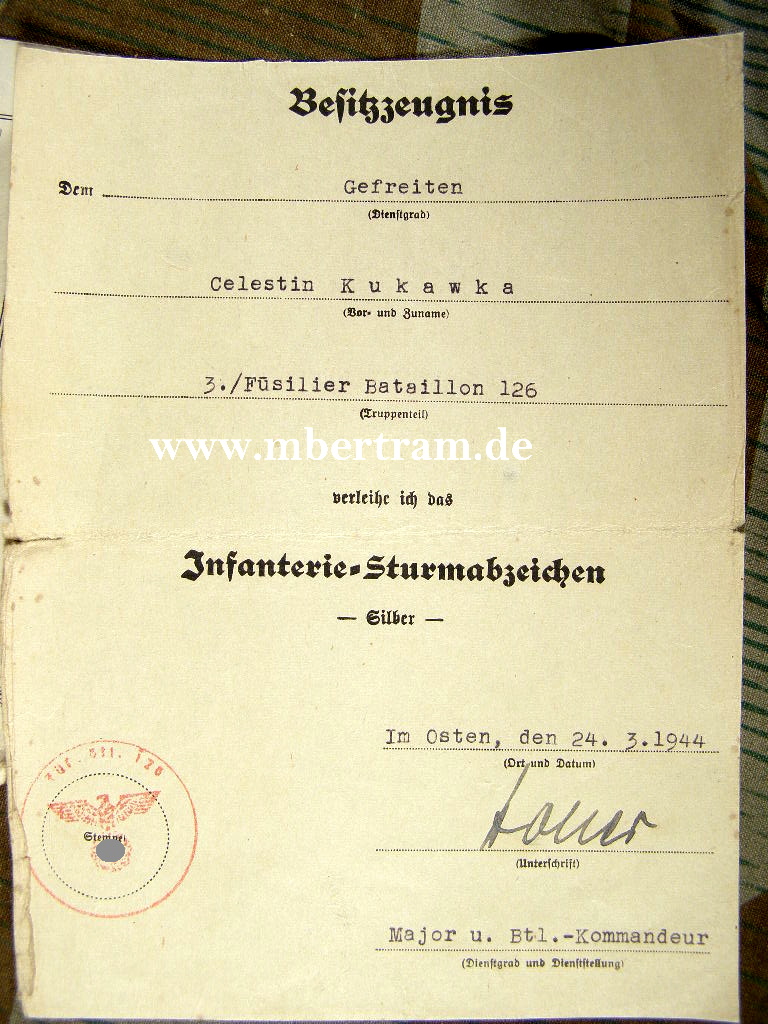 Besitzzeugnis
Dem Gefreiten
(Dienstgrad)
Celestin K u k a w k a
(Vor- und Zuname)
3./Füsilier Bataillon 126
(Truppenteil)
www.mbertram.de
verleihe ich das
Infanterie-Sturmabzeichen
— Silber —
Im Osten, den 24. 3.1944
(Ort und Datum)
Stempel
(Unterschrift)
Major u. Btl.-Kommandeur
(Dienstgrad und Dienststellung)